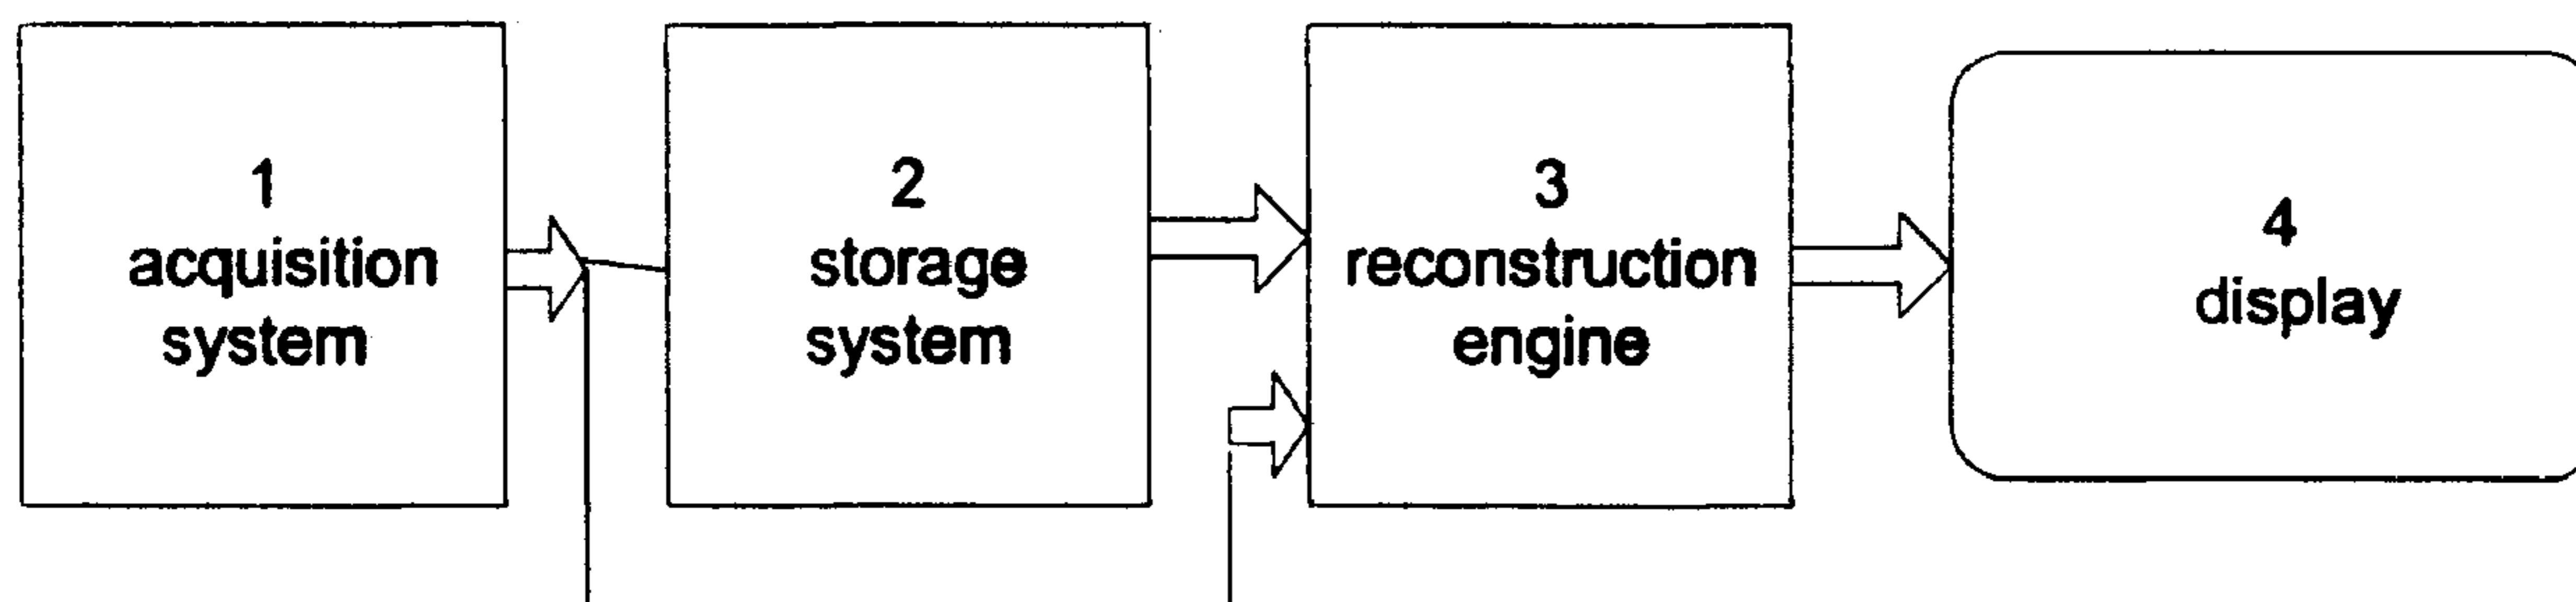 1
acquisition
system
2
storage
system
3
reconstruction
engine
4
display